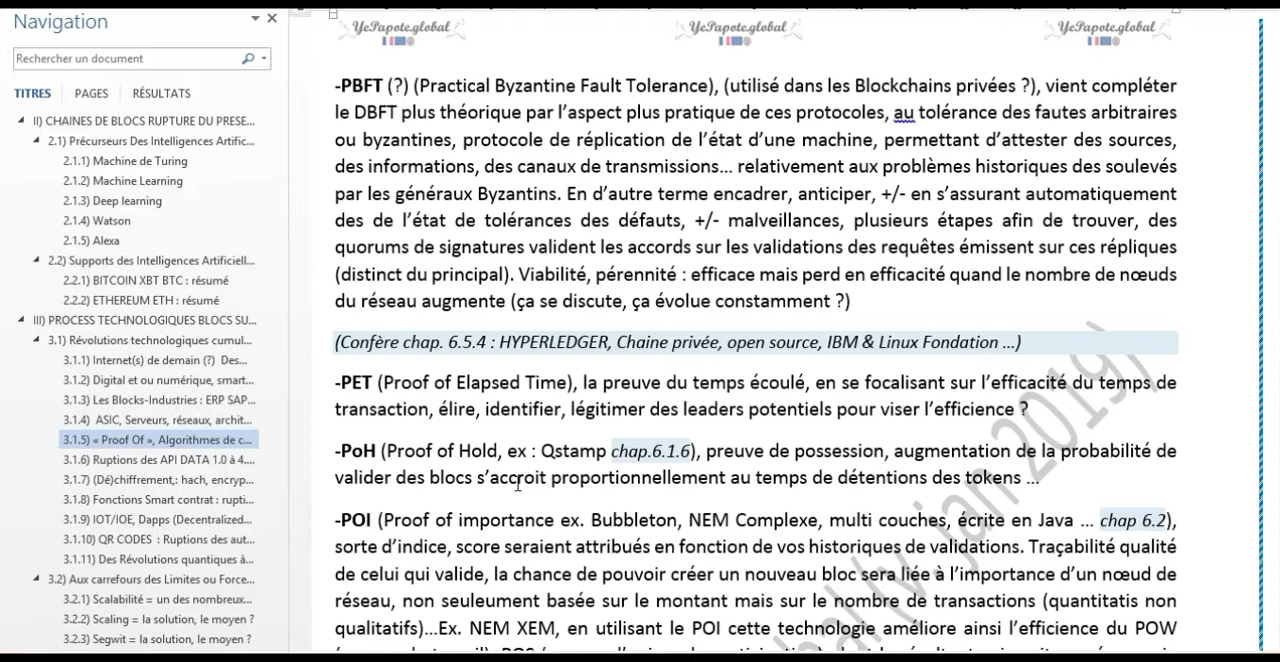 Navigation
Rechercher un document
TITRES PAGES RÉSULTATS
II) CHAINES DE BLOCS RUPTURE DU PRESE...
2.1) Précurseurs Des Intelligences Artific...
2.1.1) Machine de Turing
2.1.2) Machine Learning
2.1.3) Deep learning
2.1.4) Watson
2.1.5) Alexa
2.2) Supports des Intelligences Artificiell...
2.2.1) BITCOIN XBT BTC : résumé
2.2.2) ETHEREUM ETH : résumé
III) PROCESS TECHNOLOGIQUES BLOCS SU...
3.1) Révolutions technologiques cumul...
3.1.1) Internet(s) de demain (?) Des...
3.1.2) Digital et ou numérique, smart...
3.1.3) Les Blocks-Industries : ERP SAP...
3.1.4) ASIC, Serveurs, réseaux, archit...
3.1.5) « Proof Of », Algorithmes de c...
3.1.6) Ruptions des API DATA 1.0 à 4....
3.1.7) (Dé)chiffrement,: hach, encryp...
3.1.8) Fonctions Smart contrat : rupti...
3.1.9) IOT/IOE, Dapps (Decentralized...
3.1.10) QR CODES : Ruptions des aut...
3.1.11) Des Révolutions quantiques à...
3.2) Aux carrefours des Limites ou Force...
3.2.1) Scalabilité = un des nombreux...
3.2.2) Scaling = la solution, le moyen ?
3.2.3) Segwit = la solution, le moyen ?
YePapote.global YePapote.global YePapote.global
-PBFT (?) (Practical Byzantine Fault Tolerance), (utilisé dans les Blockchains privées ?), vient compléter
le DBFT plus théorique par l’aspect plus pratique de ces protocoles, au tolérance des fautes arbitraires
ou byzantines, protocole de réplication de l’état d’une machine, permettant d’attester des sources,
des informations, des canaux de transmissions... relativement aux problèmes historiques des soulevés
par les généraux Byzantins. En d’autre terme encadrer, anticiper, +/- en s’assurant automatiquement
des de l’état de tolérances des défauts, +/- malveillances, plusieurs étapes afin de trouver, des
quorums de signatures valident les accords sur les validations des requêtes émissent sur ces répliques
(distinct du principal). Viabilité, pérennité : efficace mais perd en efficacité quand le nombre de nœuds
du réseau augmente (ça se discute, ça évolue constamment ?)
(Confère chap. 6.5.4 : HYPERLEDGER, Chaine privée, open source, IBM & Linux Fondation ...)
-PET (Proof of Elapsed Time), la preuve du temps écoulé, en se focalisant sur l’efficacité du temps de
transaction, élire, identifier, légitimer des leaders potentiels pour viser l’efficience ?
-PoH (Proof of Hold, ex : Qstamp chap.6.1.6), preuve de possession, augmentation de la probabilité de
valider des blocs s’accroit proportionnellement au temps de détentions des tokens ...
-POI (Proof of importance ex. Bubbleton, NEM Complexe, multi couches, écrite en Java ... chap 6.2),
sorte d’indice, score seraient attribués en fonction de vos historiques de validations. Traçabilité qualité
de celui qui valide, la chance de pouvoir créer un nouveau bloc sera liée à l’importance d’un nœud de
réseau, non seuleument basée sur le montant mais sur le nombre de transactions (quantitatis non
qualitatifs)...Ex. NEM XEM, en utilisant le POI cette technologie améliore ainsi l’efficience du POW
bal (v. jan 2019)